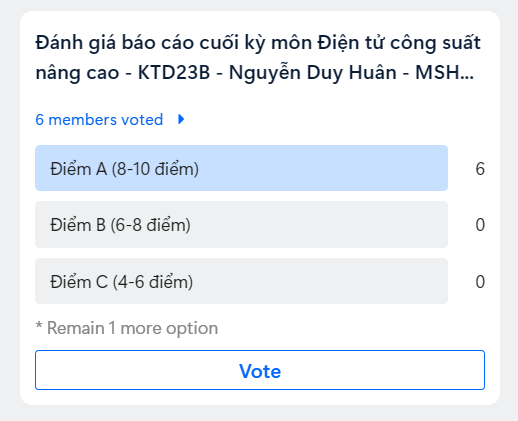 Đánh giá báo cáo cuối kỳ môn Điện tử công suất
nâng cao - KTD23B - Nguyễn Duy Huân - MSH...
6 members voted
Điểm A (8-10 điểm) 6
Điểm B (6-8 điểm) 0
Điểm C (4-6 điểm) 0
* Remain 1 more option
Vote